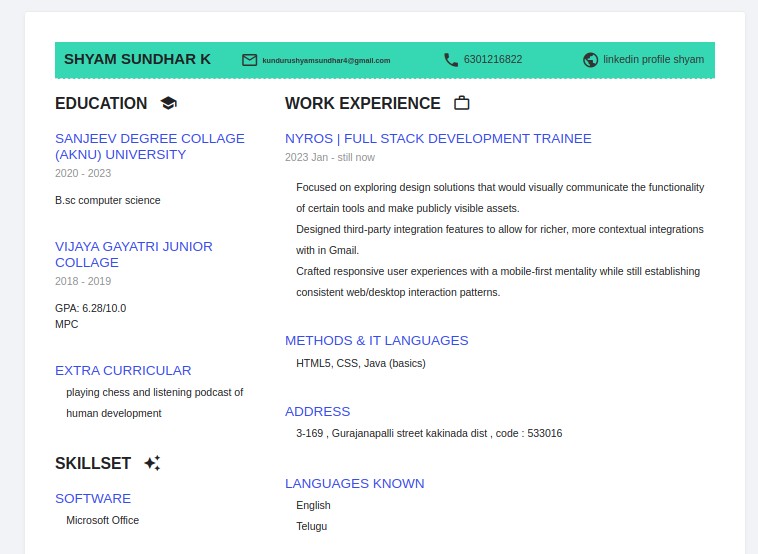 SHYAM SUNDHAR K
kundurushyamsundhar4@gmail.com
6301216822
linkedin profile shyam
EDUCATION
SANJEEV DEGREE COLLAGE
(AKNU) UNIVERSITY
2020 - 2023
B.sc computer science
VIJAYA GAYATRI JUNIOR
COLLAGE
2018 - 2019
GPA: 6.28/10.0
MPC
EXTRA CURRICULAR
playing chess and listening podcast of
human development
SKILLSET
SOFTWARE
Microsoft Office
WORK EXPERIENCE
NYROS | FULL STACK DEVELOPMENT TRAINEE
2023 Jan - still now
Focused on exploring design solutions that would visually communicate the functionality
of certain tools and make publicly visible assets.
Designed third-party integration features to allow for richer, more contextual integrations
with in Gmail.
Crafted responsive user experiences with a mobile-first mentality while still establishing
consistent web/desktop interaction patterns.
METHODS & IT LANGUAGES
HTML5, CSS, Java (basics)
ADDRESS
3-169 , Gurajanapalli street kakinada dist , code : 533016
LANGUAGES KNOWN
English
Telugu